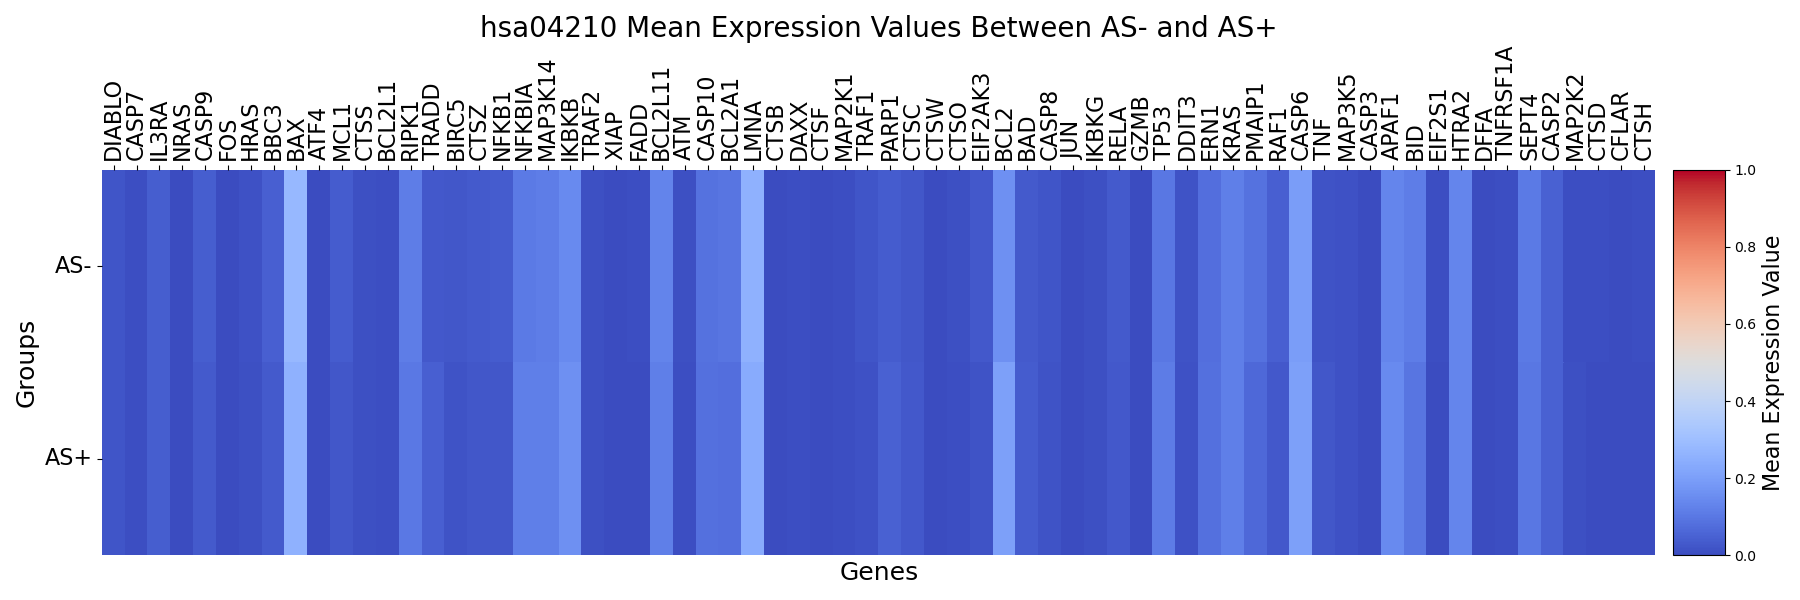 hsa04210 Mean Expression Values Between AS- and AS+
DIABLO
CASP7
IL3RA
NRAS
CASP9
FOS
HRAS
BBC3
BAX
ATF4
MCL1
CTSS
BCL2L1
RIPK1
TRADD
BIRC5
CTSZ
NFKB1
NFKBIA
MAP3K14
IKBKB
TRAF2
XIAP
FADD
BCL2L11
ATM
CASP10
BCL2A1
LMNA
CTSB
DAXX
CTSF
MAP2K1
TRAF1
PARP1
CTSC
CTSW
CTSO
EIF2AK3
BCL2
BAD
CASP8
JUN
IKBKG
RELA
GZMB
TP53
DDIT3
ERN1
KRAS
PMAIP1
RAF1
CASP6
TNF
MAP3K5
CASP3
APAF1
BID
EIF2S1
HTRA2
DFFA
TNFRSF1A
SEPT4
CASP2
MAP2K2
CTSD
CFLAR
CTSH
Groups
AS-
AS+
Genes
1.0
0.8
0.6
0.4
0.2
0.0
Mean Expression Value